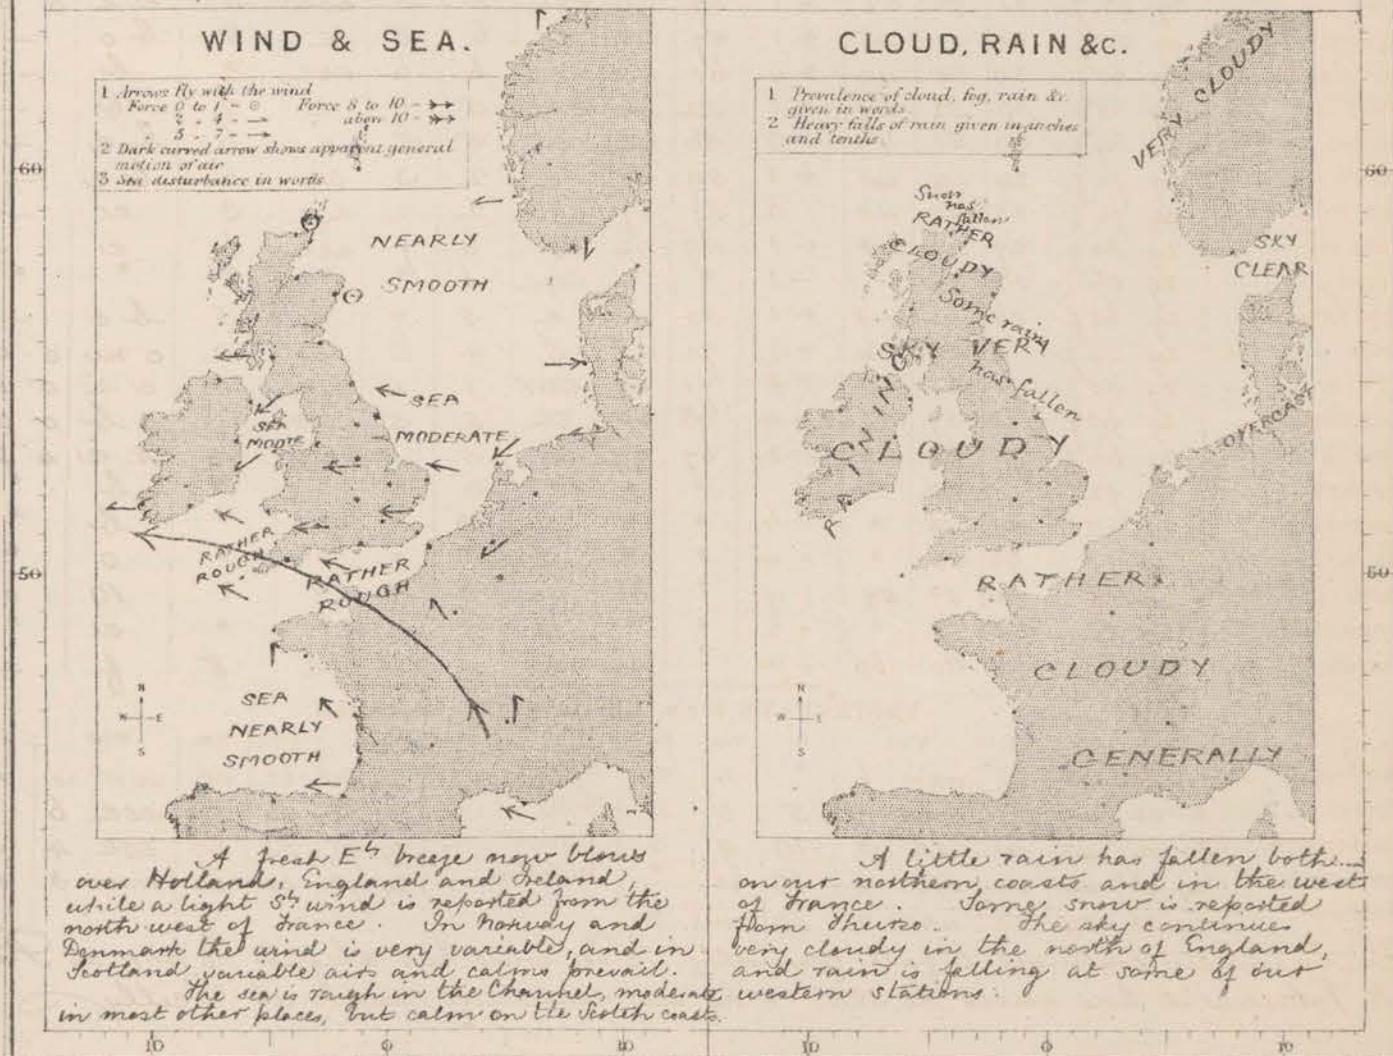 WIND & SEA.
1 Arrows fly with the wind
Force 0 to 1 - ⊙ Force 8 to 10 -
" 2 - 4 - → above 10 -
" 5 - 7 - →
2 Dark curved arrow shows apparent general
motion of air
3 Sea disturbance in words
60
NEARLY
SMOOTH
SEA
MODERATE
SEA
MODTE
RATHER
ROUGH
RATHER
ROUGH
50
SEA
NEARLY
SMOOTH
N
W E
S
A fresh Ely breeze now blows
over Holland, England and Ireland,
while a light Sly wind is reported from the
north west of France. In Norway and
Denmark the wind is very variable, and in
Scotland variable airs and calms prevail.
The sea is rough in the Channel, moderate
in most other places, but calm on the Scotch coasts.
10 0 10
CLOUD, RAIN &c.
1 Prevalence of cloud, fog, rain &c.
given in words
2 Heavy falls of rain given in inches
and tenths
VERY CLOUDY
60
Snow
has
fallen
RATHER
CLOUDY
SKY
CLEAR
Some rain
has fallen
SKY VERY
CLOUDY
RAINING
OVERCAST
50
RATHER
CLOUDY
GENERALLY
N
W E
S
A little rain has fallen both
on our northern coasts and in the west
of France. Some snow is reported
from Thurso. The sky continues
very cloudy in the north of England,
and rain is falling at some of our
western stations.
10 0 10